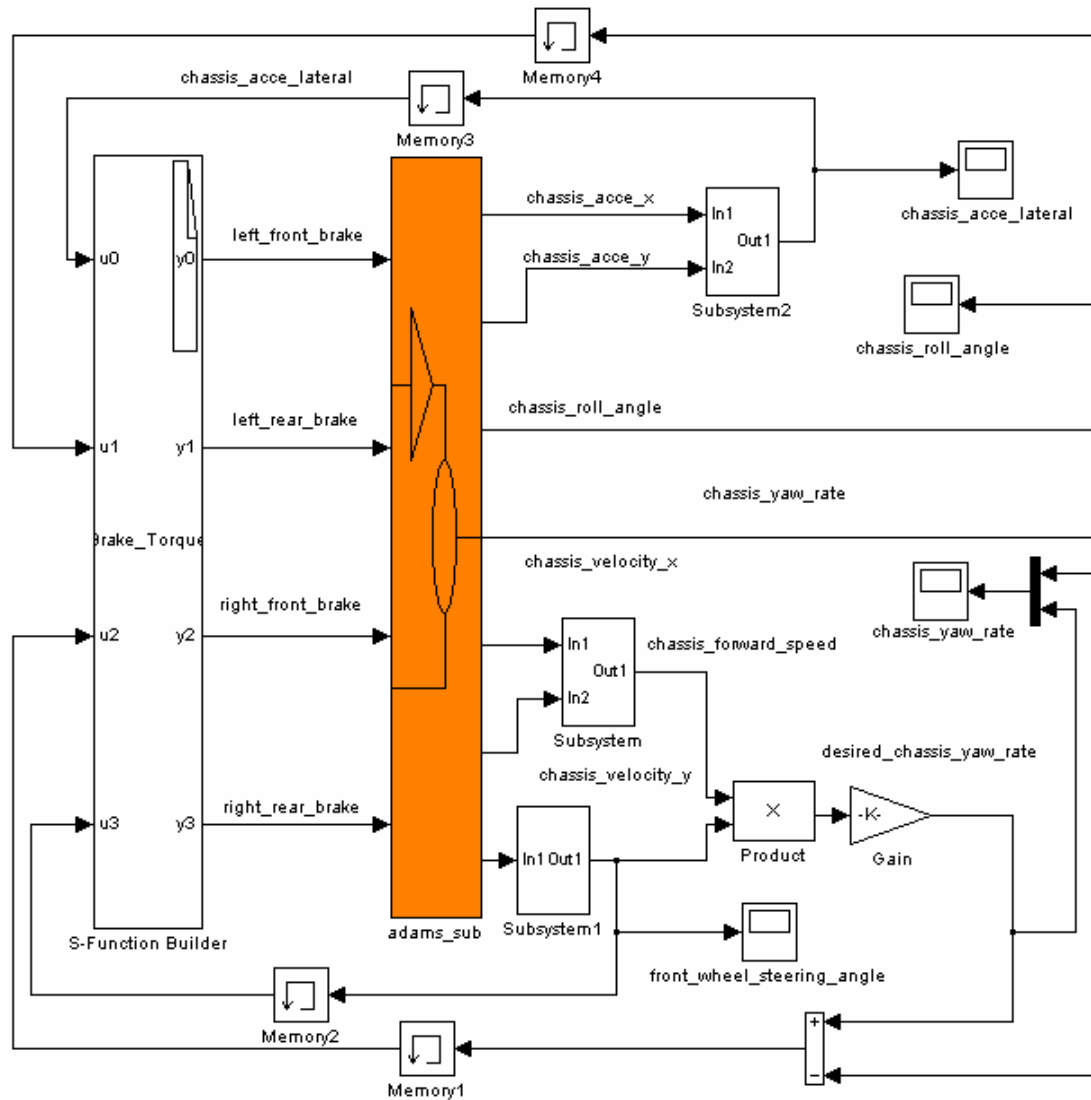 Memory4
chassis_acce_lateral
Memory3
chassis_acce_x
In1
Out1
In2
Subsystem2
chassis_acce_lateral
u0
y0
left_front_brake
chassis_acce_y
chassis_roll_angle
chassis_roll_angle
u1
y1
left_rear_brake
chassis_yaw_rate
Brake_Torque
chassis_velocity_x
chassis_yaw_rate
u2
y2
right_front_brake
In1
Out1
In2
Subsystem
chassis_forward_speed
desired_chassis_yaw_rate
chassis_velocity_y
u3
y3
right_rear_brake
×
Product
-K-
Gain
In1 Out1
Subsystem1
adams_sub
S-Function Builder
front_wheel_steering_angle
Memory2
+
−
Memory1